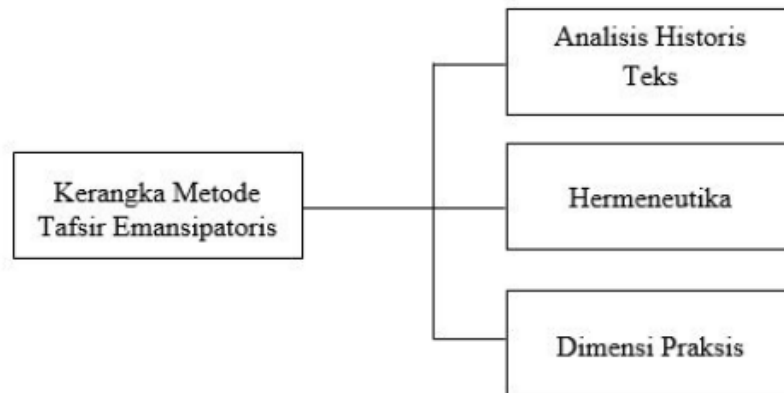 Analisis Historis
Teks
Kerangka Metode
Tafsir Emansipatoris
Hermeneutika
Dimensi Praksis